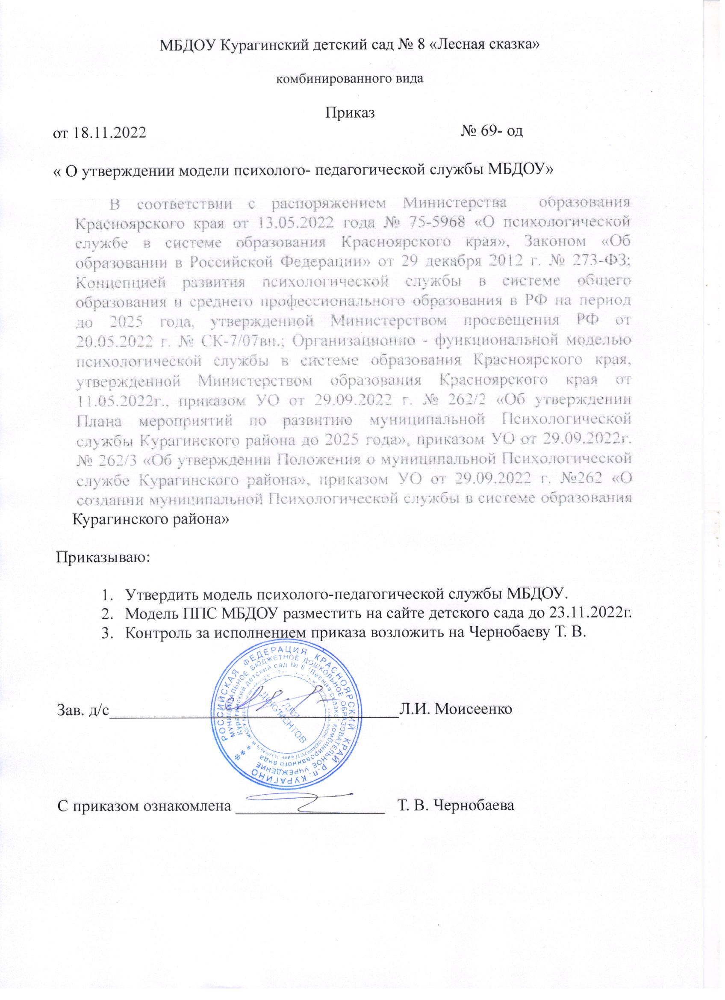 МБДОУ Курагинский детский сад № 8 «Лесная сказка»
комбинированного вида
Приказ
от 18.11.2022 № 69- од
« О утверждении модели психолого- педагогической службы МБДОУ»
В соответствии с распоряжением Министерства образования
Красноярского края от 13.05.2022 года № 75-5968 «О психологической
службе в системе образования Красноярского края», Законом «Об
образовании в Российской Федерации» от 29 декабря 2012 г. № 273-ФЗ;
Концепцией развития психологической службы в системе общего
образования и среднего профессионального образования в РФ на период
до 2025 года, утвержденной Министерством просвещения РФ от
20.05.2022 г. № СК-7/07вн.; Организационно - функциональной моделью
психологической службы в системе образования Красноярского края,
утвержденной Министерством образования Красноярского края от
11.05.2022г., приказом УО от 29.09.2022 г. № 262/2 «Об утверждении
Плана мероприятий по развитию муниципальной Психологической
службы Курагинского района до 2025 года», приказом УО от 29.09.2022г.
№ 262/3 «Об утверждении Положения о муниципальной Психологической
службе Курагинского района», приказом УО от 29.09.2022 г. №262 «О
создании муниципальной Психологической службы в системе образования
Курагинского района»
Приказываю:
1. Утвердить модель психолого-педагогической службы МБДОУ.
2. Модель ППС МБДОУ разместить на сайте детского сада до 23.11.2022г.
3. Контроль за исполнением приказа возложить на Чернобаеву Т. В.
РОССИЙСКАЯ ФЕДЕРАЦИЯ КРАСНОЯРСКИЙ КРАЙ р.п. КУРАГИНО
МУНИЦИПАЛЬНОЕ БЮДЖЕТНОЕ ДОШКОЛЬНОЕ ОБРАЗОВАТЕЛЬНОЕ УЧРЕЖДЕНИЕ
Курагинский детский сад № 8 "Лесная сказка" комбинированного вида
ДЛЯ
ДОКУМЕНТОВ
Зав. д/с Л.И. Моисеенко
С приказом ознакомлена Т. В. Чернобаева